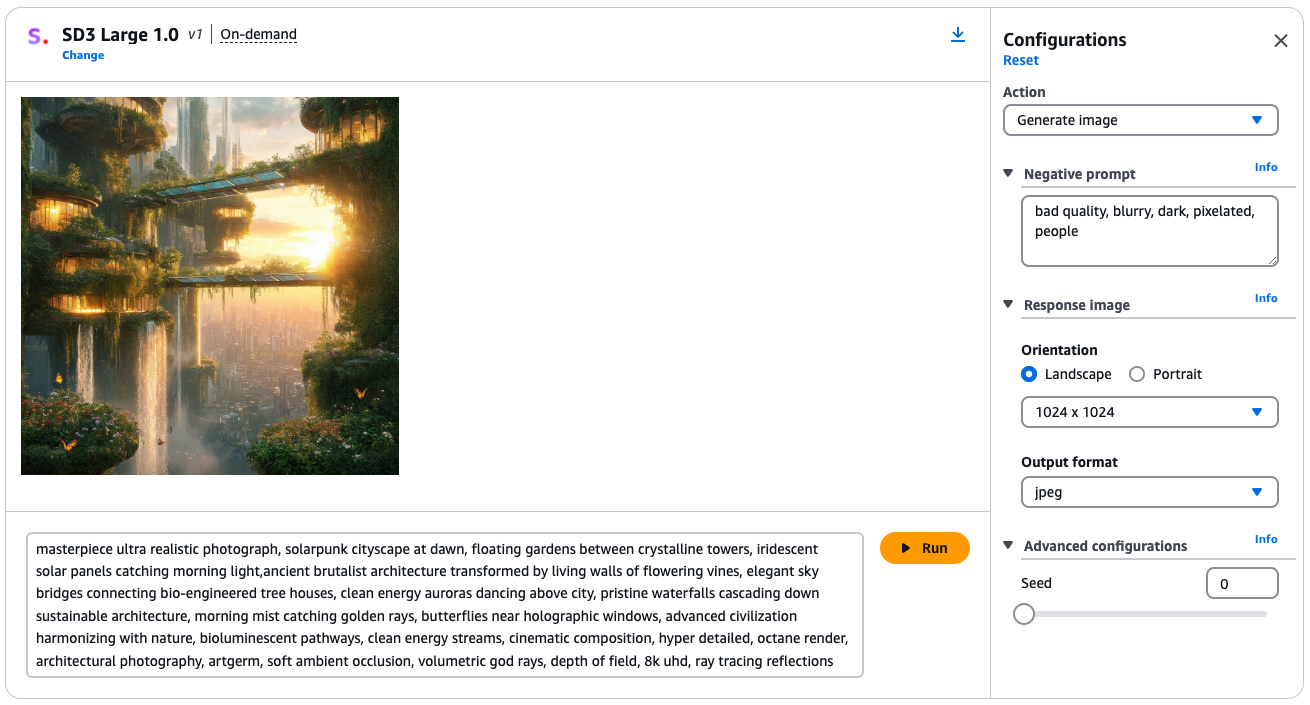 S. SD3 Large 1.0 v1 On-demand
Change
masterpiece ultra realistic photograph, solarpunk cityscape at dawn, floating gardens between crystalline towers, iridescent
solar panels catching morning light,ancient brutalist architecture transformed by living walls of flowering vines, elegant sky
bridges connecting bio-engineered tree houses, clean energy auroras dancing above city, pristine waterfalls cascading down
sustainable architecture, morning mist catching golden rays, butterflies near holographic windows, advanced civilization
harmonizing with nature, bioluminescent pathways, clean energy streams, cinematic composition, hyper detailed, octane render,
architectural photography, artgerm, soft ambient occlusion, volumetric god rays, depth of field, 8k uhd, ray tracing reflections
Run
Configurations
Reset
Action
Generate image
Negative prompt Info
bad quality, blurry, dark, pixelated,
people
Response image Info
Orientation
Landscape Portrait
1024 x 1024
Output format
jpeg
Advanced configurations Info
Seed 0